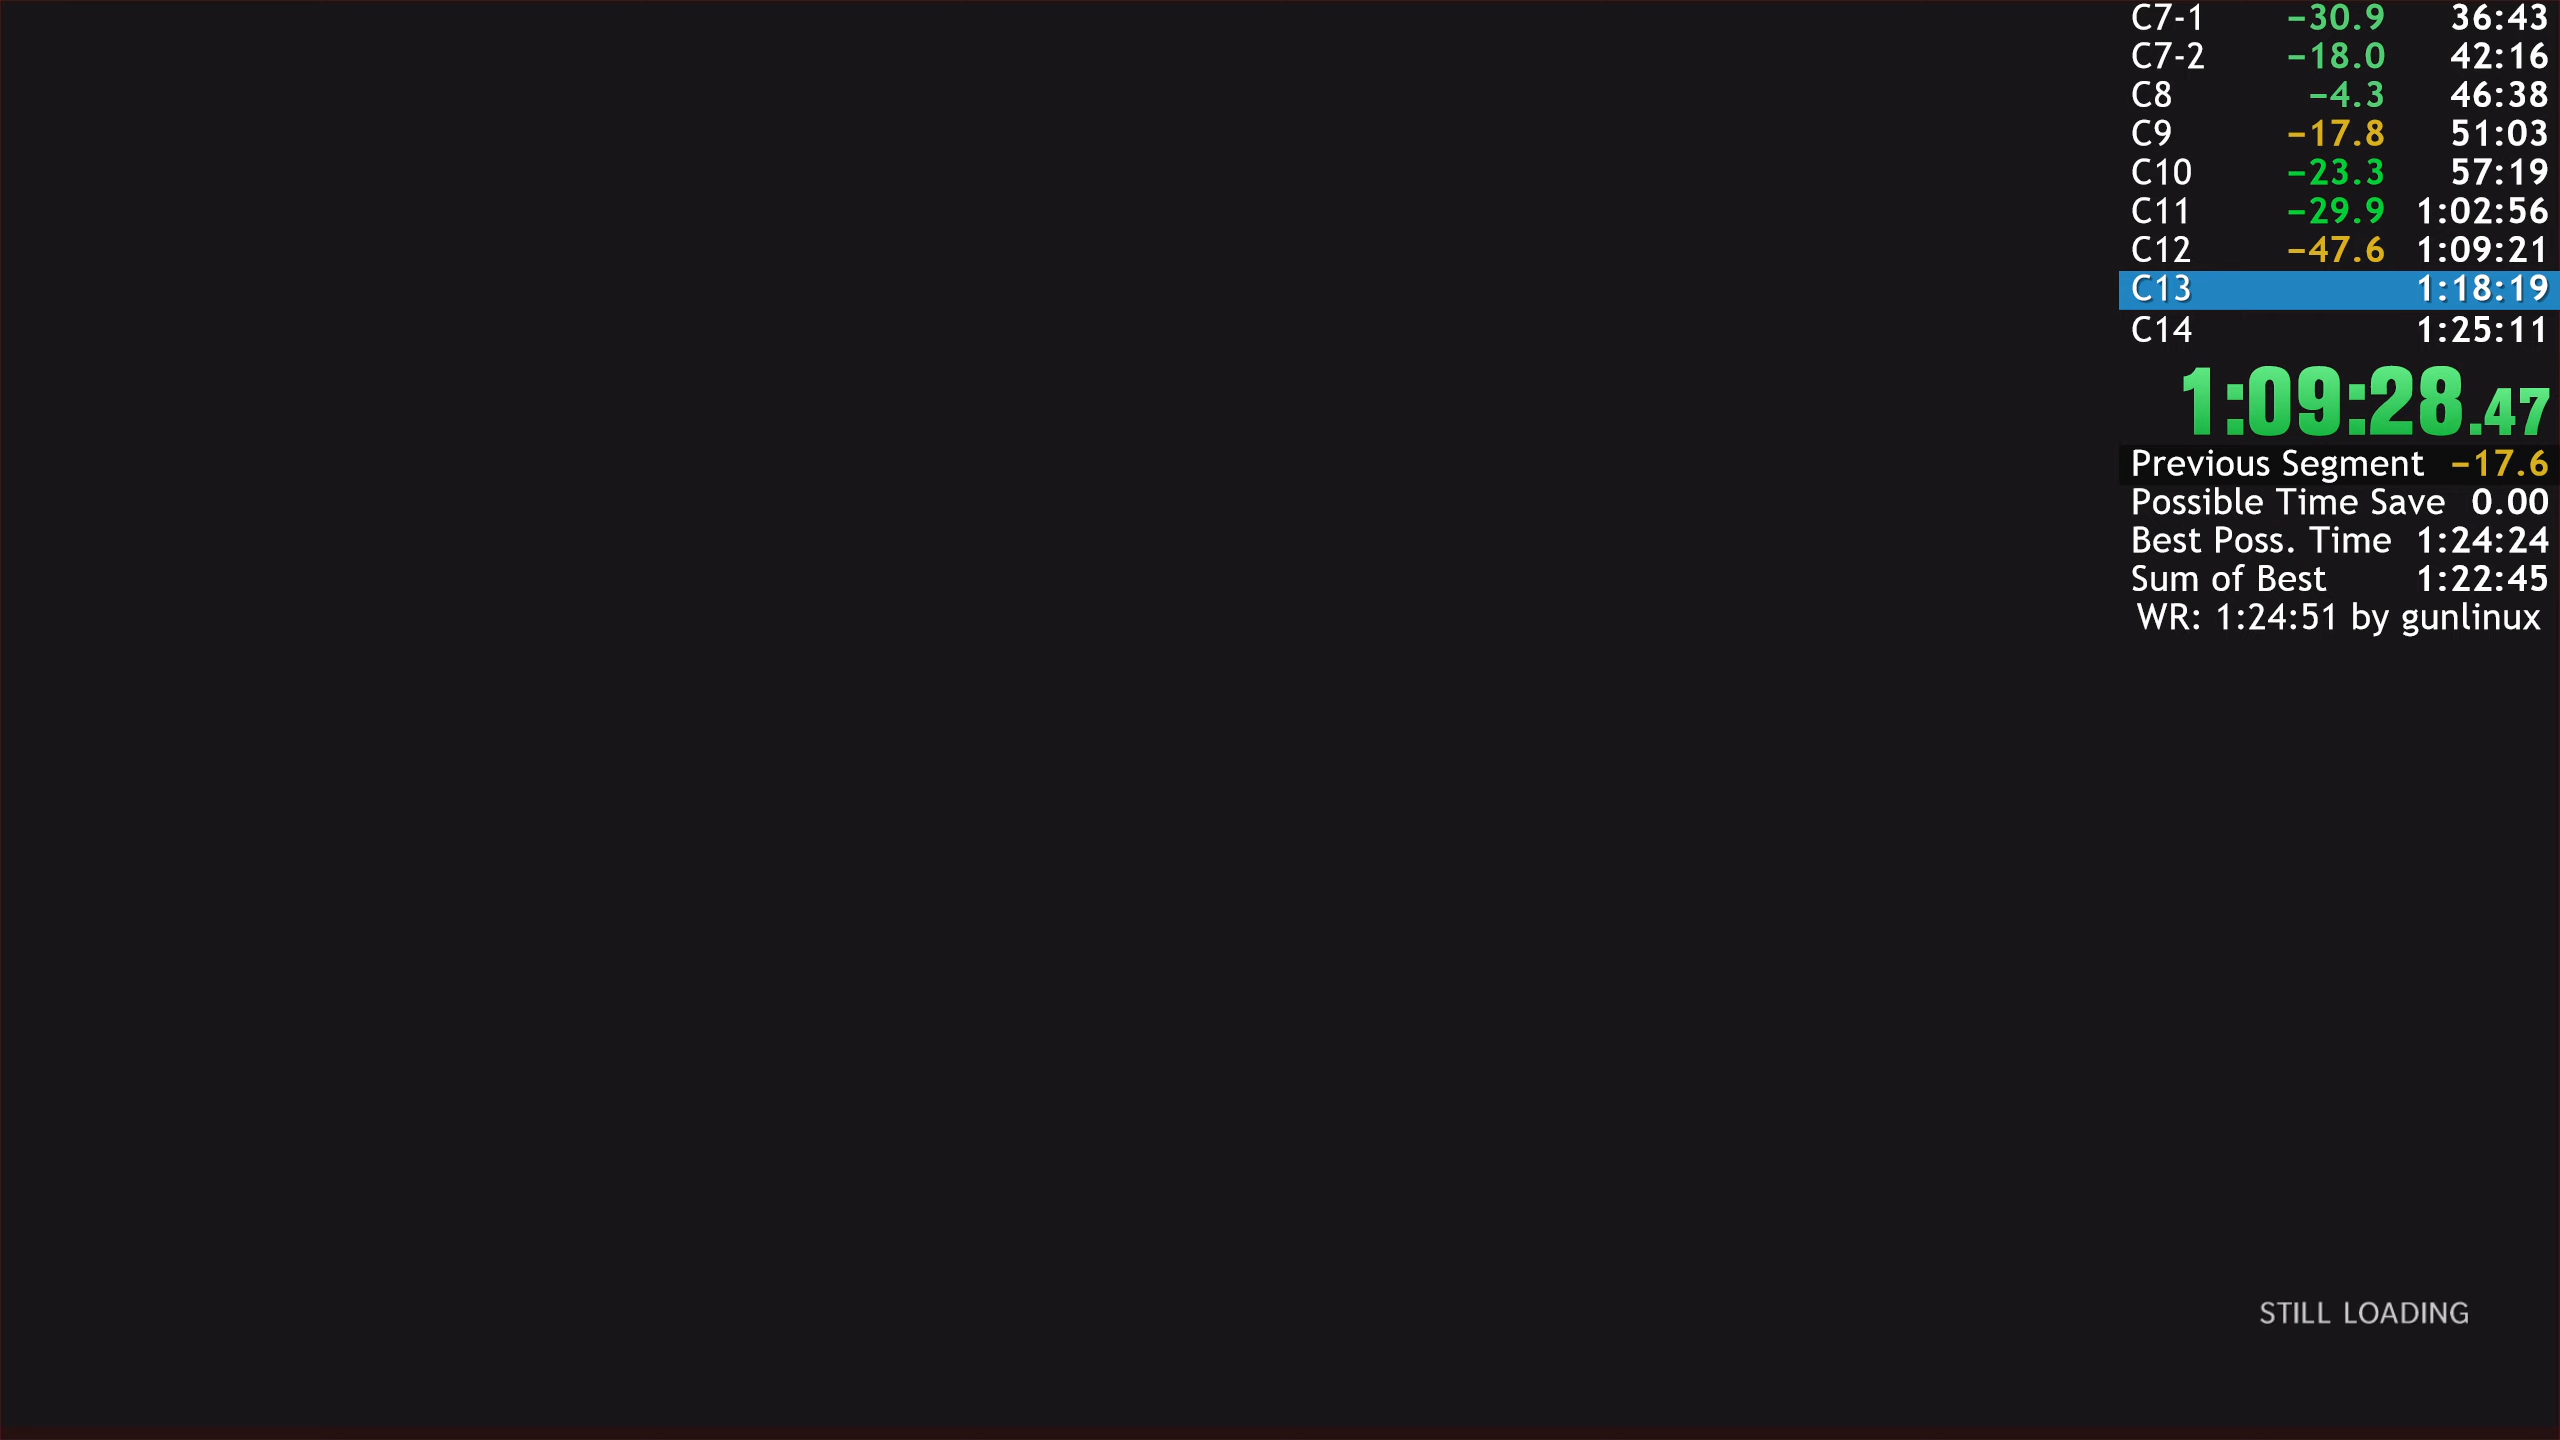 C7-1 −30.9 36:43
C7-2 −18.0 42:16
C8 −4.3 46:38
C9 −17.8 51:03
C10 −23.3 57:19
C11 −29.9 1:02:56
C12 −47.6 1:09:21
C13 1:18:19
C14 1:25:11
1:09:28.47
Previous Segment −17.6
Possible Time Save 0.00
Best Poss. Time 1:24:24
Sum of Best 1:22:45
WR: 1:24:51 by gunlinux
STILL LOADING